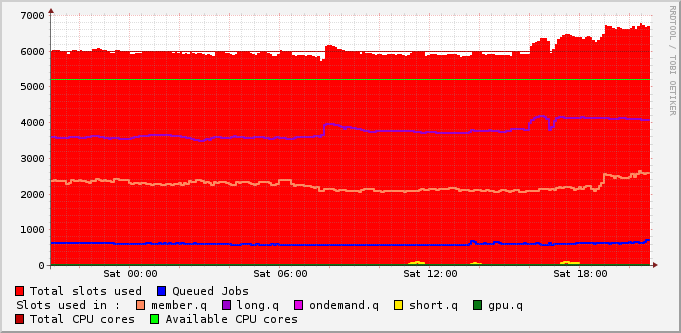 7000
6000
5000
4000
3000
2000
1000
0
Sat 00:00 Sat 06:00 Sat 12:00 Sat 18:00
RRDTOOL / TOBI OETIKER
Total slots used Queued Jobs
Slots used in : member.q long.q ondemand.q short.q gpu.q
Total CPU cores Available CPU cores